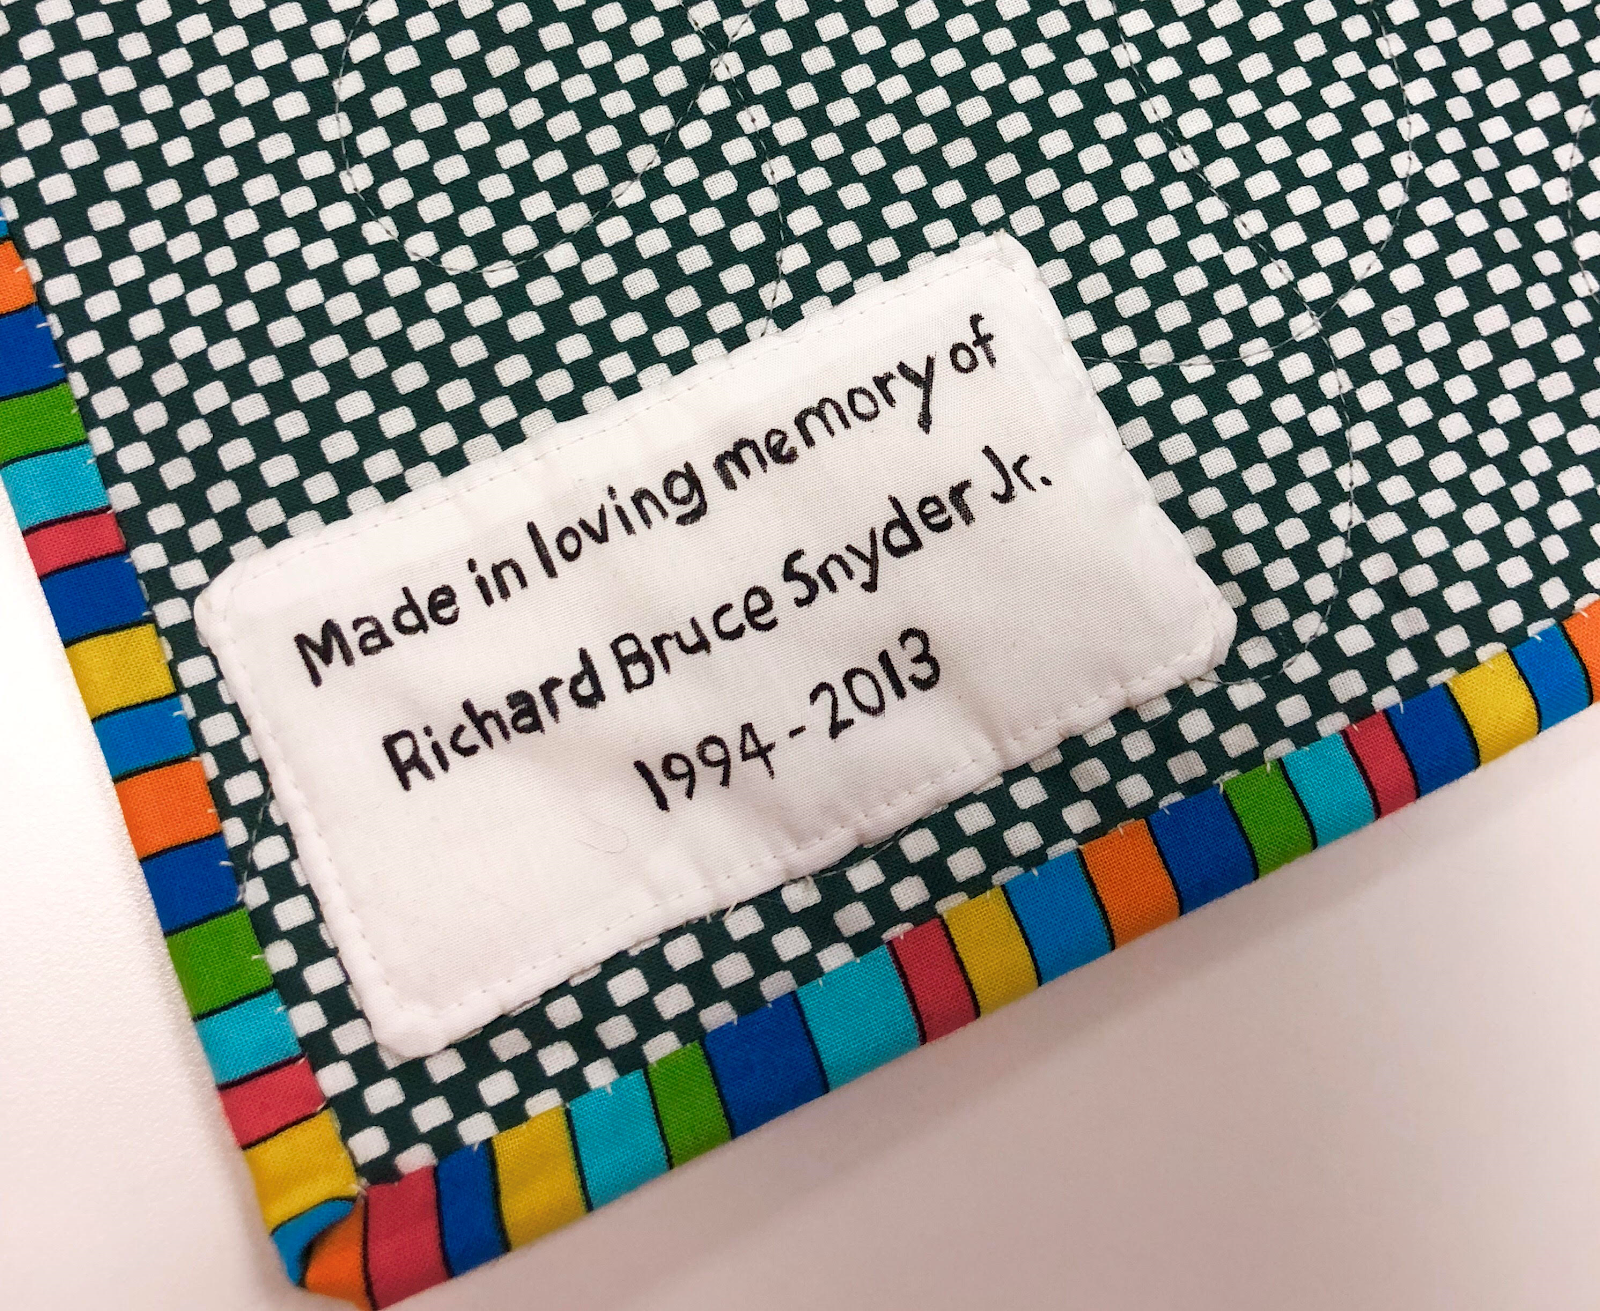 Made in loving memory of
Richard Bruce Snyder Jr.
1994 - 2013